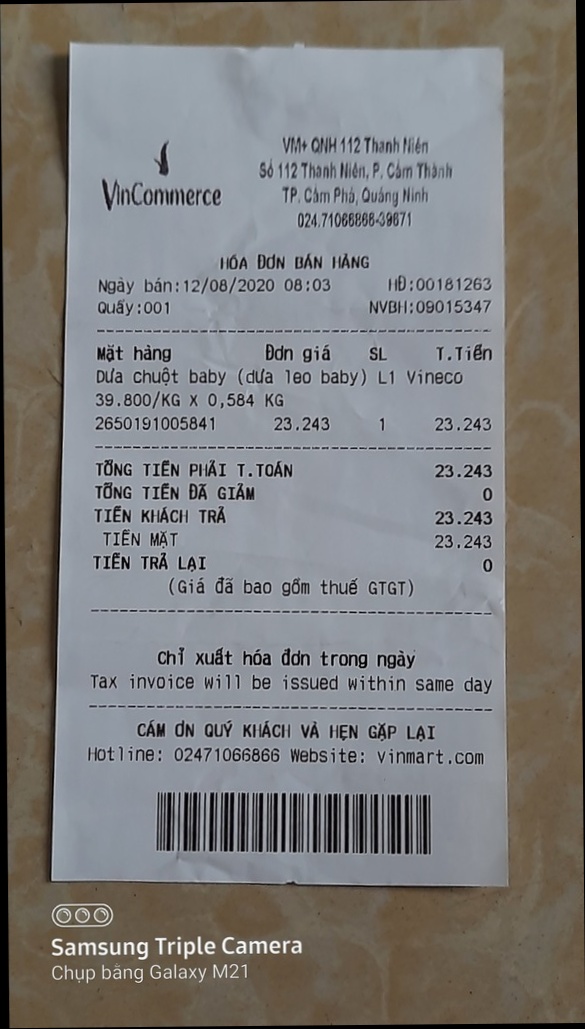 VinCommerce
VM+ QNH 112 Thanh Niên
Số 112 Thanh Niên, P. Cẩm Thành
TP. Cẩm Phả, Quảng Ninh
024.71066866-39671
HÓA ĐƠN BÁN HÀNG
Ngày bán:12/08/2020 08:03 HĐ:00181263
Quầy:001 NVBH:09015347
Mặt hàng Đơn giá SL T.Tiền
Dưa chuột baby (dưa leo baby) L1 Vineco
39.800/KG X 0,584 KG
2650191005841 23.243 1 23.243
TỔNG TIỀN PHẢI T.TOÁN 23.243
TỔNG TIỀN ĐÃ GIẢM 0
TIỀN KHÁCH TRẢ 23.243
TIỀN MẶT 23.243
TIỀN TRẢ LẠI 0
(Giá đã bao gồm thuế GTGT)
Chỉ xuất hóa đơn trong ngày
Tax invoice will be issued within same day
CẢM ƠN QUÝ KHÁCH VÀ HẸN GẶP LẠI
Hotline: 02471066866 Website: vinmart.com
Samsung Triple Camera
Chụp bằng Galaxy M21